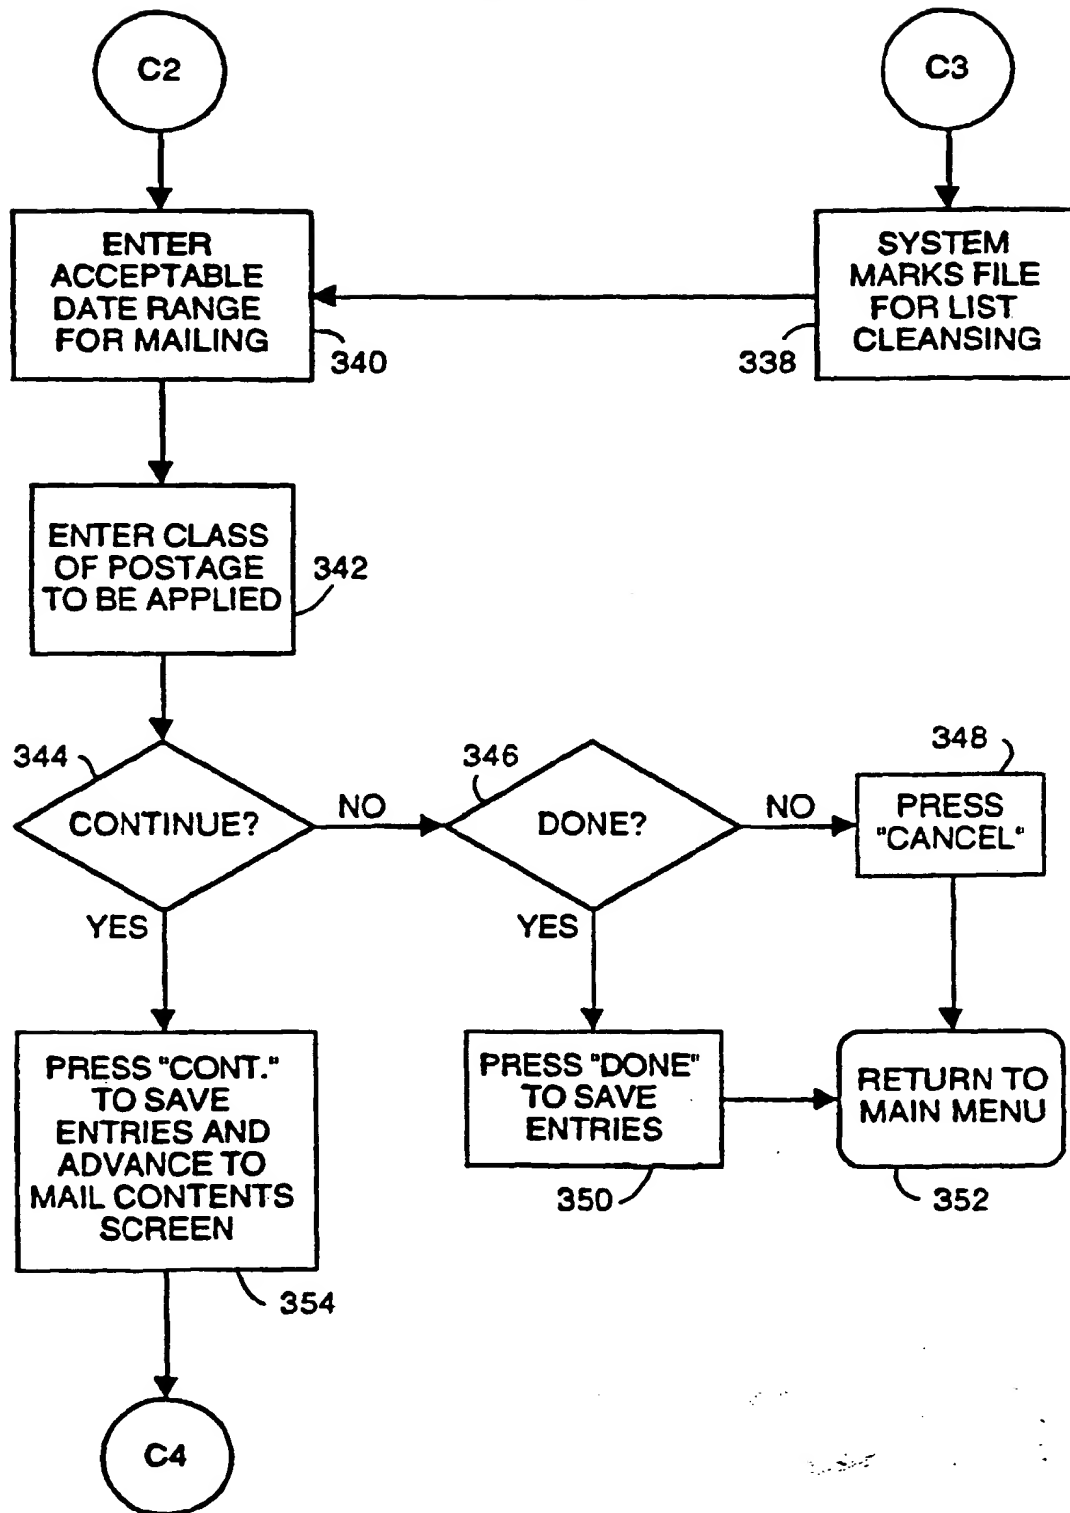 C2
C3
ENTER
ACCEPTABLE
DATE RANGE
FOR MAILING
340
SYSTEM
MARKS FILE
FOR LIST
CLEANSING
338
ENTER CLASS
OF POSTAGE
TO BE APPLIED
342
344
CONTINUE?
NO
YES
346
DONE?
NO
YES
348
PRESS
"CANCEL"
PRESS "CONT."
TO SAVE
ENTRIES AND
ADVANCE TO
MAIL CONTENTS
SCREEN
354
PRESS "DONE"
TO SAVE
ENTRIES
350
RETURN TO
MAIN MENU
352
C4